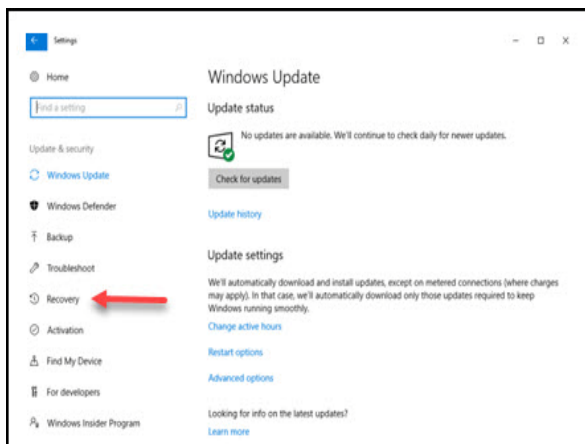 Settings
Home
Find a setting
Update & security
Windows Update
Windows Defender
Backup
Troubleshoot
Recovery
Activation
Find My Device
For developers
Windows Insider Program
Windows Update
Update status
No updates are available. We'll continue to check daily for newer updates.
Check for updates
Update history
Update settings
We'll automatically download and install updates, except on metered connections (where charges
may apply). In that case, we'll automatically download only those updates required to keep
Windows running smoothly.
Change active hours
Restart options
Advanced options
Looking for info on the latest updates?
Learn more